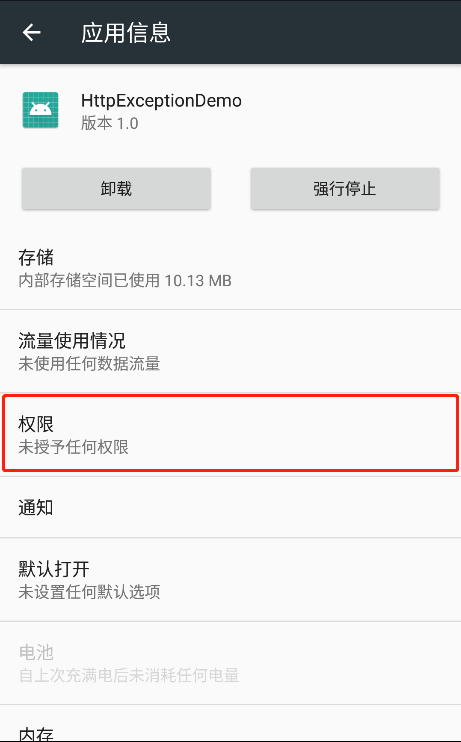 应用信息
HttpExceptionDemo
版本 1.0
卸载
强行停止
存储
内部存储空间已使用 10.13 MB
流量使用情况
未使用任何数据流量
权限
未授予任何权限
通知
默认打开
未设置任何默认选项
电池
自上次充满电后未消耗任何电量
内存